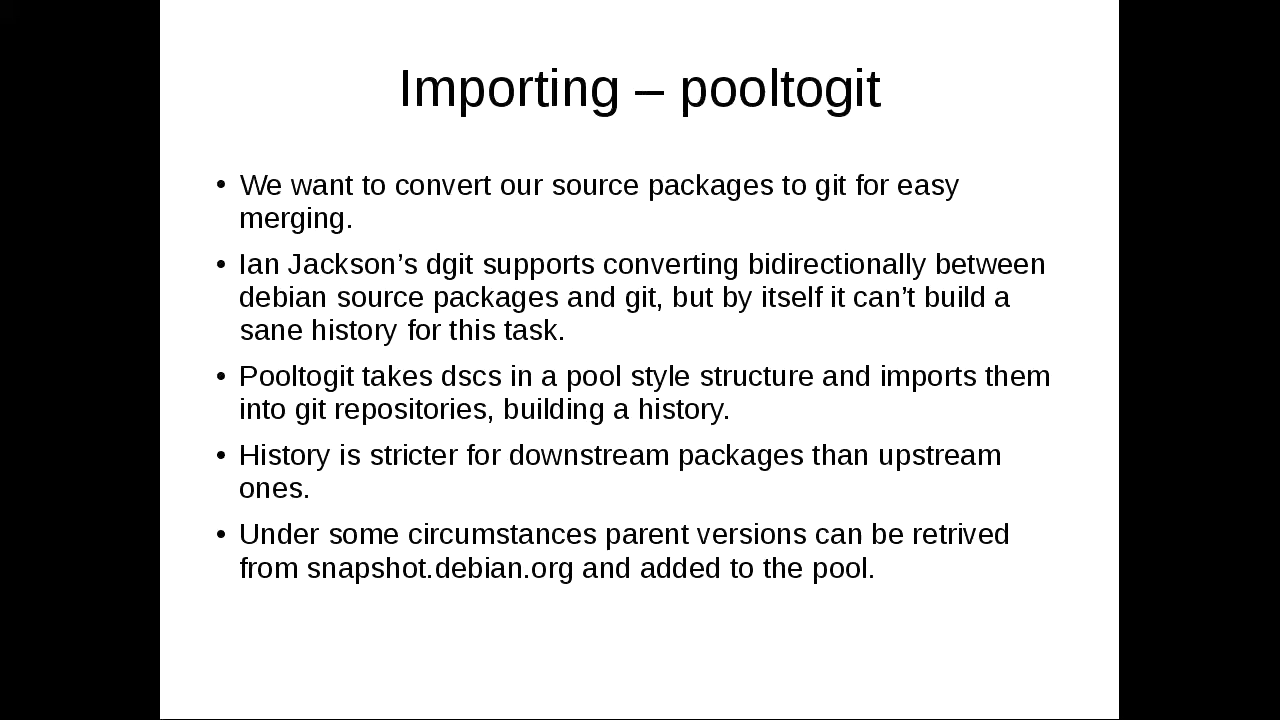 Importing – pooltogit
• We want to convert our source packages to git for easy
merging.
• Ian Jackson’s dgit supports converting bidirectionally between
debian source packages and git, but by itself it can’t build a
sane history for this task.
• Pooltogit takes dscs in a pool style structure and imports them
into git repositories, building a history.
• History is stricter for downstream packages than upstream
ones.
• Under some circumstances parent versions can be retrived
from snapshot.debian.org and added to the pool.